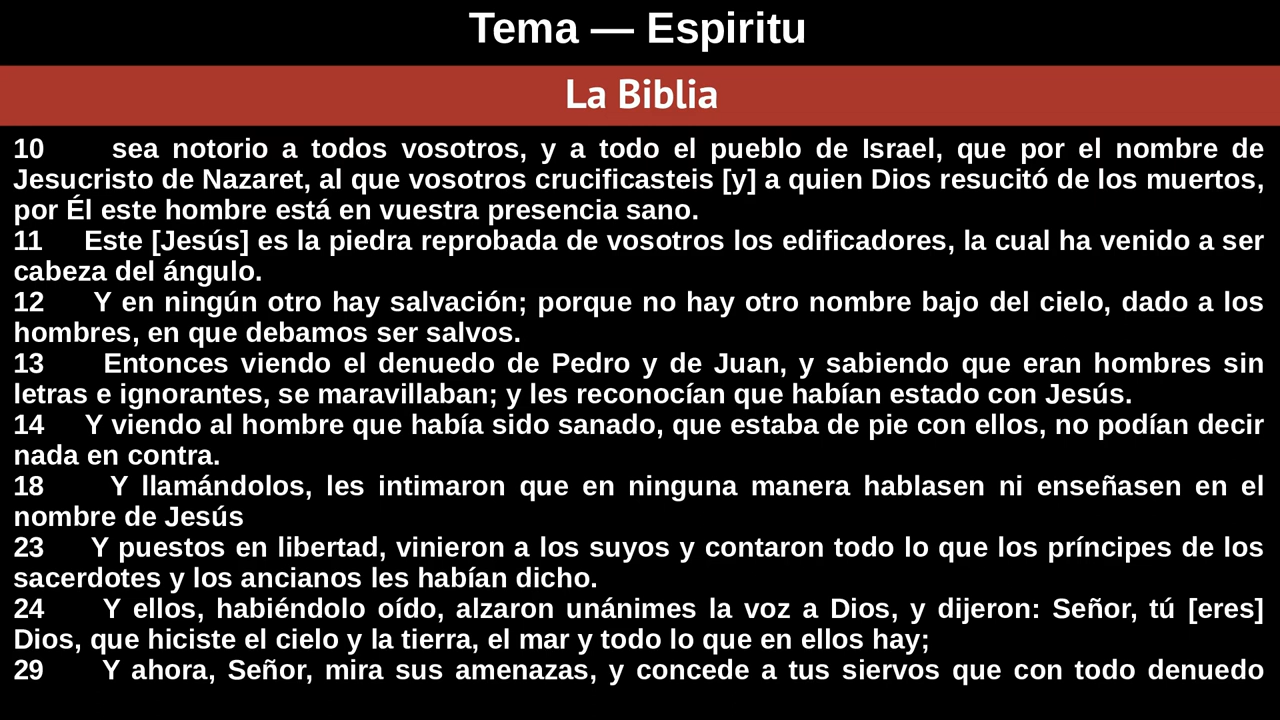 Tema — Espiritu
La Biblia
10 sea notorio a todos vosotros, y a todo el pueblo de Israel, que por el nombre de
Jesucristo de Nazaret, al que vosotros crucificasteis [y] a quien Dios resucitó de los muertos,
por Él este hombre está en vuestra presencia sano.
11 Este [Jesús] es la piedra reprobada de vosotros los edificadores, la cual ha venido a ser
cabeza del ángulo.
12 Y en ningún otro hay salvación; porque no hay otro nombre bajo del cielo, dado a los
hombres, en que debamos ser salvos.
13 Entonces viendo el denuedo de Pedro y de Juan, y sabiendo que eran hombres sin
letras e ignorantes, se maravillaban; y les reconocían que habían estado con Jesús.
14 Y viendo al hombre que había sido sanado, que estaba de pie con ellos, no podían decir
nada en contra.
18 Y llamándolos, les intimaron que en ninguna manera hablasen ni enseñasen en el
nombre de Jesús
23 Y puestos en libertad, vinieron a los suyos y contaron todo lo que los príncipes de los
sacerdotes y los ancianos les habían dicho.
24 Y ellos, habiéndolo oído, alzaron unánimes la voz a Dios, y dijeron: Señor, tú [eres]
Dios, que hiciste el cielo y la tierra, el mar y todo lo que en ellos hay;
29 Y ahora, Señor, mira sus amenazas, y concede a tus siervos que con todo denuedo